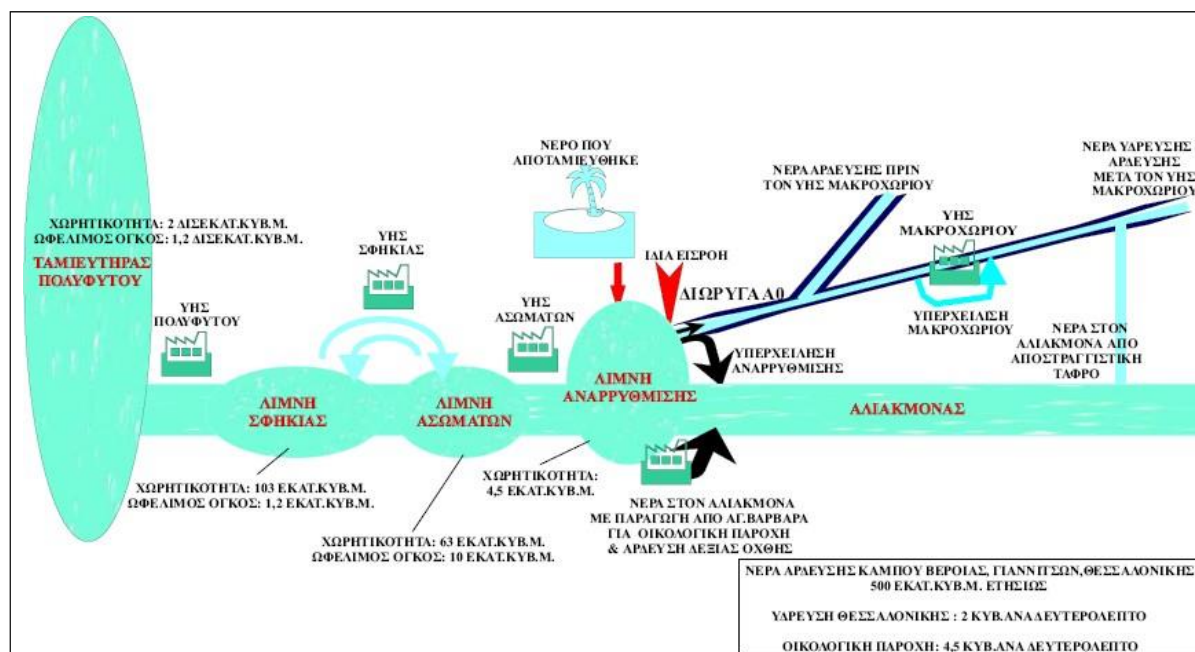 ΝΕΡΟ ΠΟΥ
ΑΠΟΤΑΜΙΕΥΘΗΚΕ
ΝΕΡΑ ΑΡΔΕΥΣΗΣ ΠΡΙΝ
ΤΟΝ ΥΗΣ ΜΑΚΡΟΧΩΡΙΟΥ
ΝΕΡΑ ΥΔΡΕΥΣΗΣ
ΑΡΔΕΥΣΗΣ
ΜΕΤΑ ΤΟΝ ΥΗΣ
ΜΑΚΡΟΧΩΡΙΟΥ
ΧΩΡΗΤΙΚΟΤΗΤΑ: 2 ΔΙΣΕΚΑΤ.ΚΥΒ.Μ.
ΩΦΕΛΙΜΟΣ ΟΓΚΟΣ: 1,2 ΔΙΣΕΚΑΤ.ΚΥΒ.Μ.
ΤΑΜΙΕΥΤΗΡΑΣ
ΠΟΛΥΦΥΤΟΥ
ΥΗΣ
ΣΦΗΚΙΑΣ
ΥΗΣ
ΜΑΚΡΟΧΩΡΙΟΥ
ΙΔΙΑ ΕΙΣΡΟΗ
ΔΙΩΡΥΓΑ Α0
ΥΗΣ
ΠΟΛΥΦΥΤΟΥ
ΥΗΣ
ΑΣΩΜΑΤΩΝ
ΥΠΕΡΧΕΙΛΙΣΗ
ΜΑΚΡΟΧΩΡΙΟΥ
ΥΠΕΡΧΕΙΛΗΣΗ
ΑΝΑΡΡΥΘΜΙΣΗΣ
ΝΕΡΑ ΣΤΟΝ
ΑΛΙΑΚΜΟΝΑ ΑΠΟ
ΑΠΟΣΤΡΑΓΓΙΣΤΙΚΗ
ΤΑΦΡΟ
ΛΙΜΝΗ
ΣΦΗΚΙΑΣ
ΛΙΜΝΗ
ΑΣΩΜΑΤΩΝ
ΛΙΜΝΗ
ΑΝΑΡΡΥΘΜΙΣΗΣ
ΑΛΙΑΚΜΟΝΑΣ
ΧΩΡΗΤΙΚΟΤΗΤΑ: 103 ΕΚΑΤ.ΚΥΒ.Μ.
ΩΦΕΛΙΜΟΣ ΟΓΚΟΣ: 1,2 ΕΚΑΤ.ΚΥΒ.Μ.
ΧΩΡΗΤΙΚΟΤΗΤΑ: 63 ΕΚΑΤ.ΚΥΒ.Μ.
ΩΦΕΛΙΜΟΣ ΟΓΚΟΣ: 10 ΕΚΑΤ.ΚΥΒ.Μ.
ΧΩΡΗΤΙΚΟΤΗΤΑ:
4,5 ΕΚΑΤ.ΚΥΒ.Μ.
ΝΕΡΑ ΣΤΟΝ ΑΛΙΑΚΜΟΝΑ
ΜΕ ΠΑΡΑΓΩΓΗ ΑΠΟ ΑΓ.ΒΑΡΒΑΡΑ
ΓΙΑ ΟΙΚΟΛΟΓΙΚΗ ΠΑΡΟΧΗ
& ΑΡΔΕΥΣΗ ΔΕΞΙΑΣ ΟΧΘΗΣ
ΝΕΡΑ ΑΡΔΕΥΣΗΣ ΚΑΜΠΟΥ ΒΕΡΟΙΑΣ, ΓΙΑΝΝΙΤΣΩΝ,ΘΕΣΣΑΛΟΝΙΚΗΣ
500 ΕΚΑΤ.ΚΥΒ.Μ. ΕΤΗΣΙΩΣ
ΥΔΡΕΥΣΗ ΘΕΣΣΑΛΟΝΙΚΗΣ : 2 ΚΥΒ.ΑΝΑ ΔΕΥΤΕΡΟΛΕΠΤΟ
ΟΙΚΟΛΟΓΙΚΗ ΠΑΡΟΧΗ: 4,5 ΚΥΒ.ΑΝΑ ΔΕΥΤΕΡΟΛΕΠΤΟ